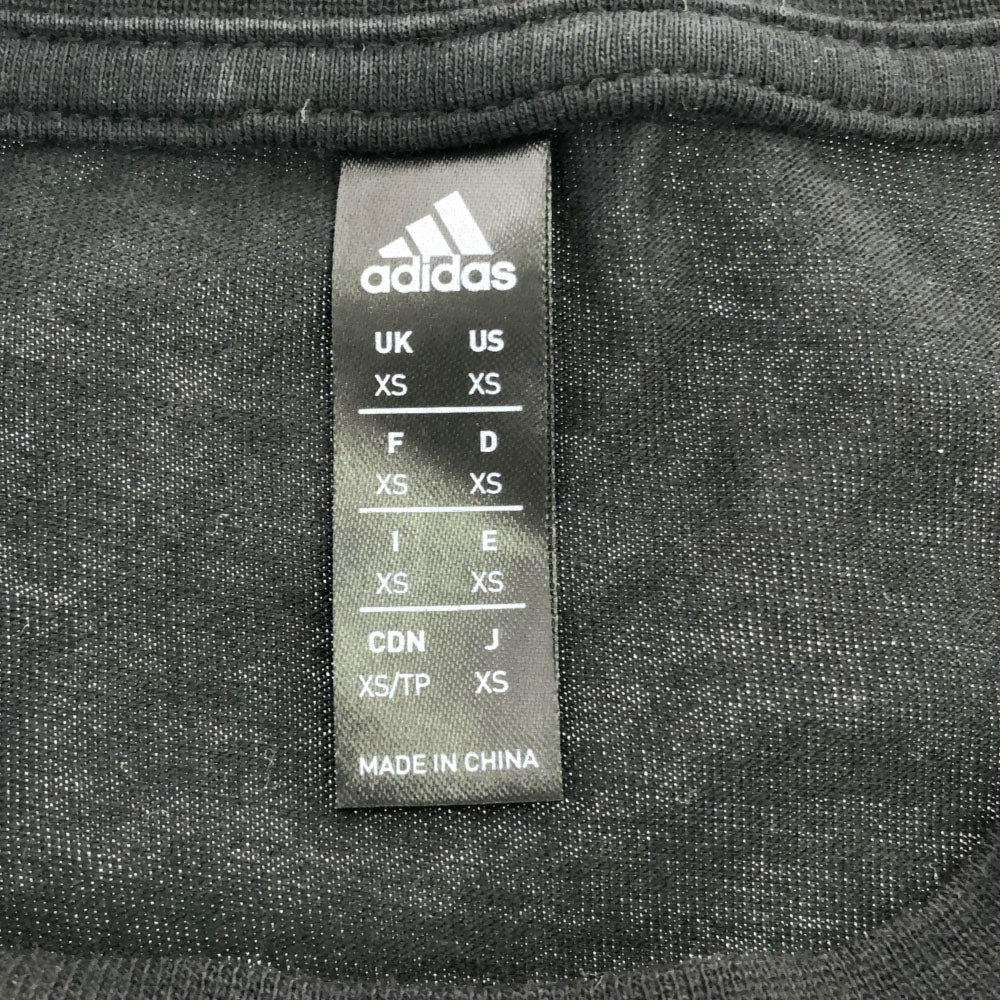 adidas
UK US
XS XS
F D
XS XS
I E
XS XS
CDN J
XS/TP XS
MADE IN CHINA